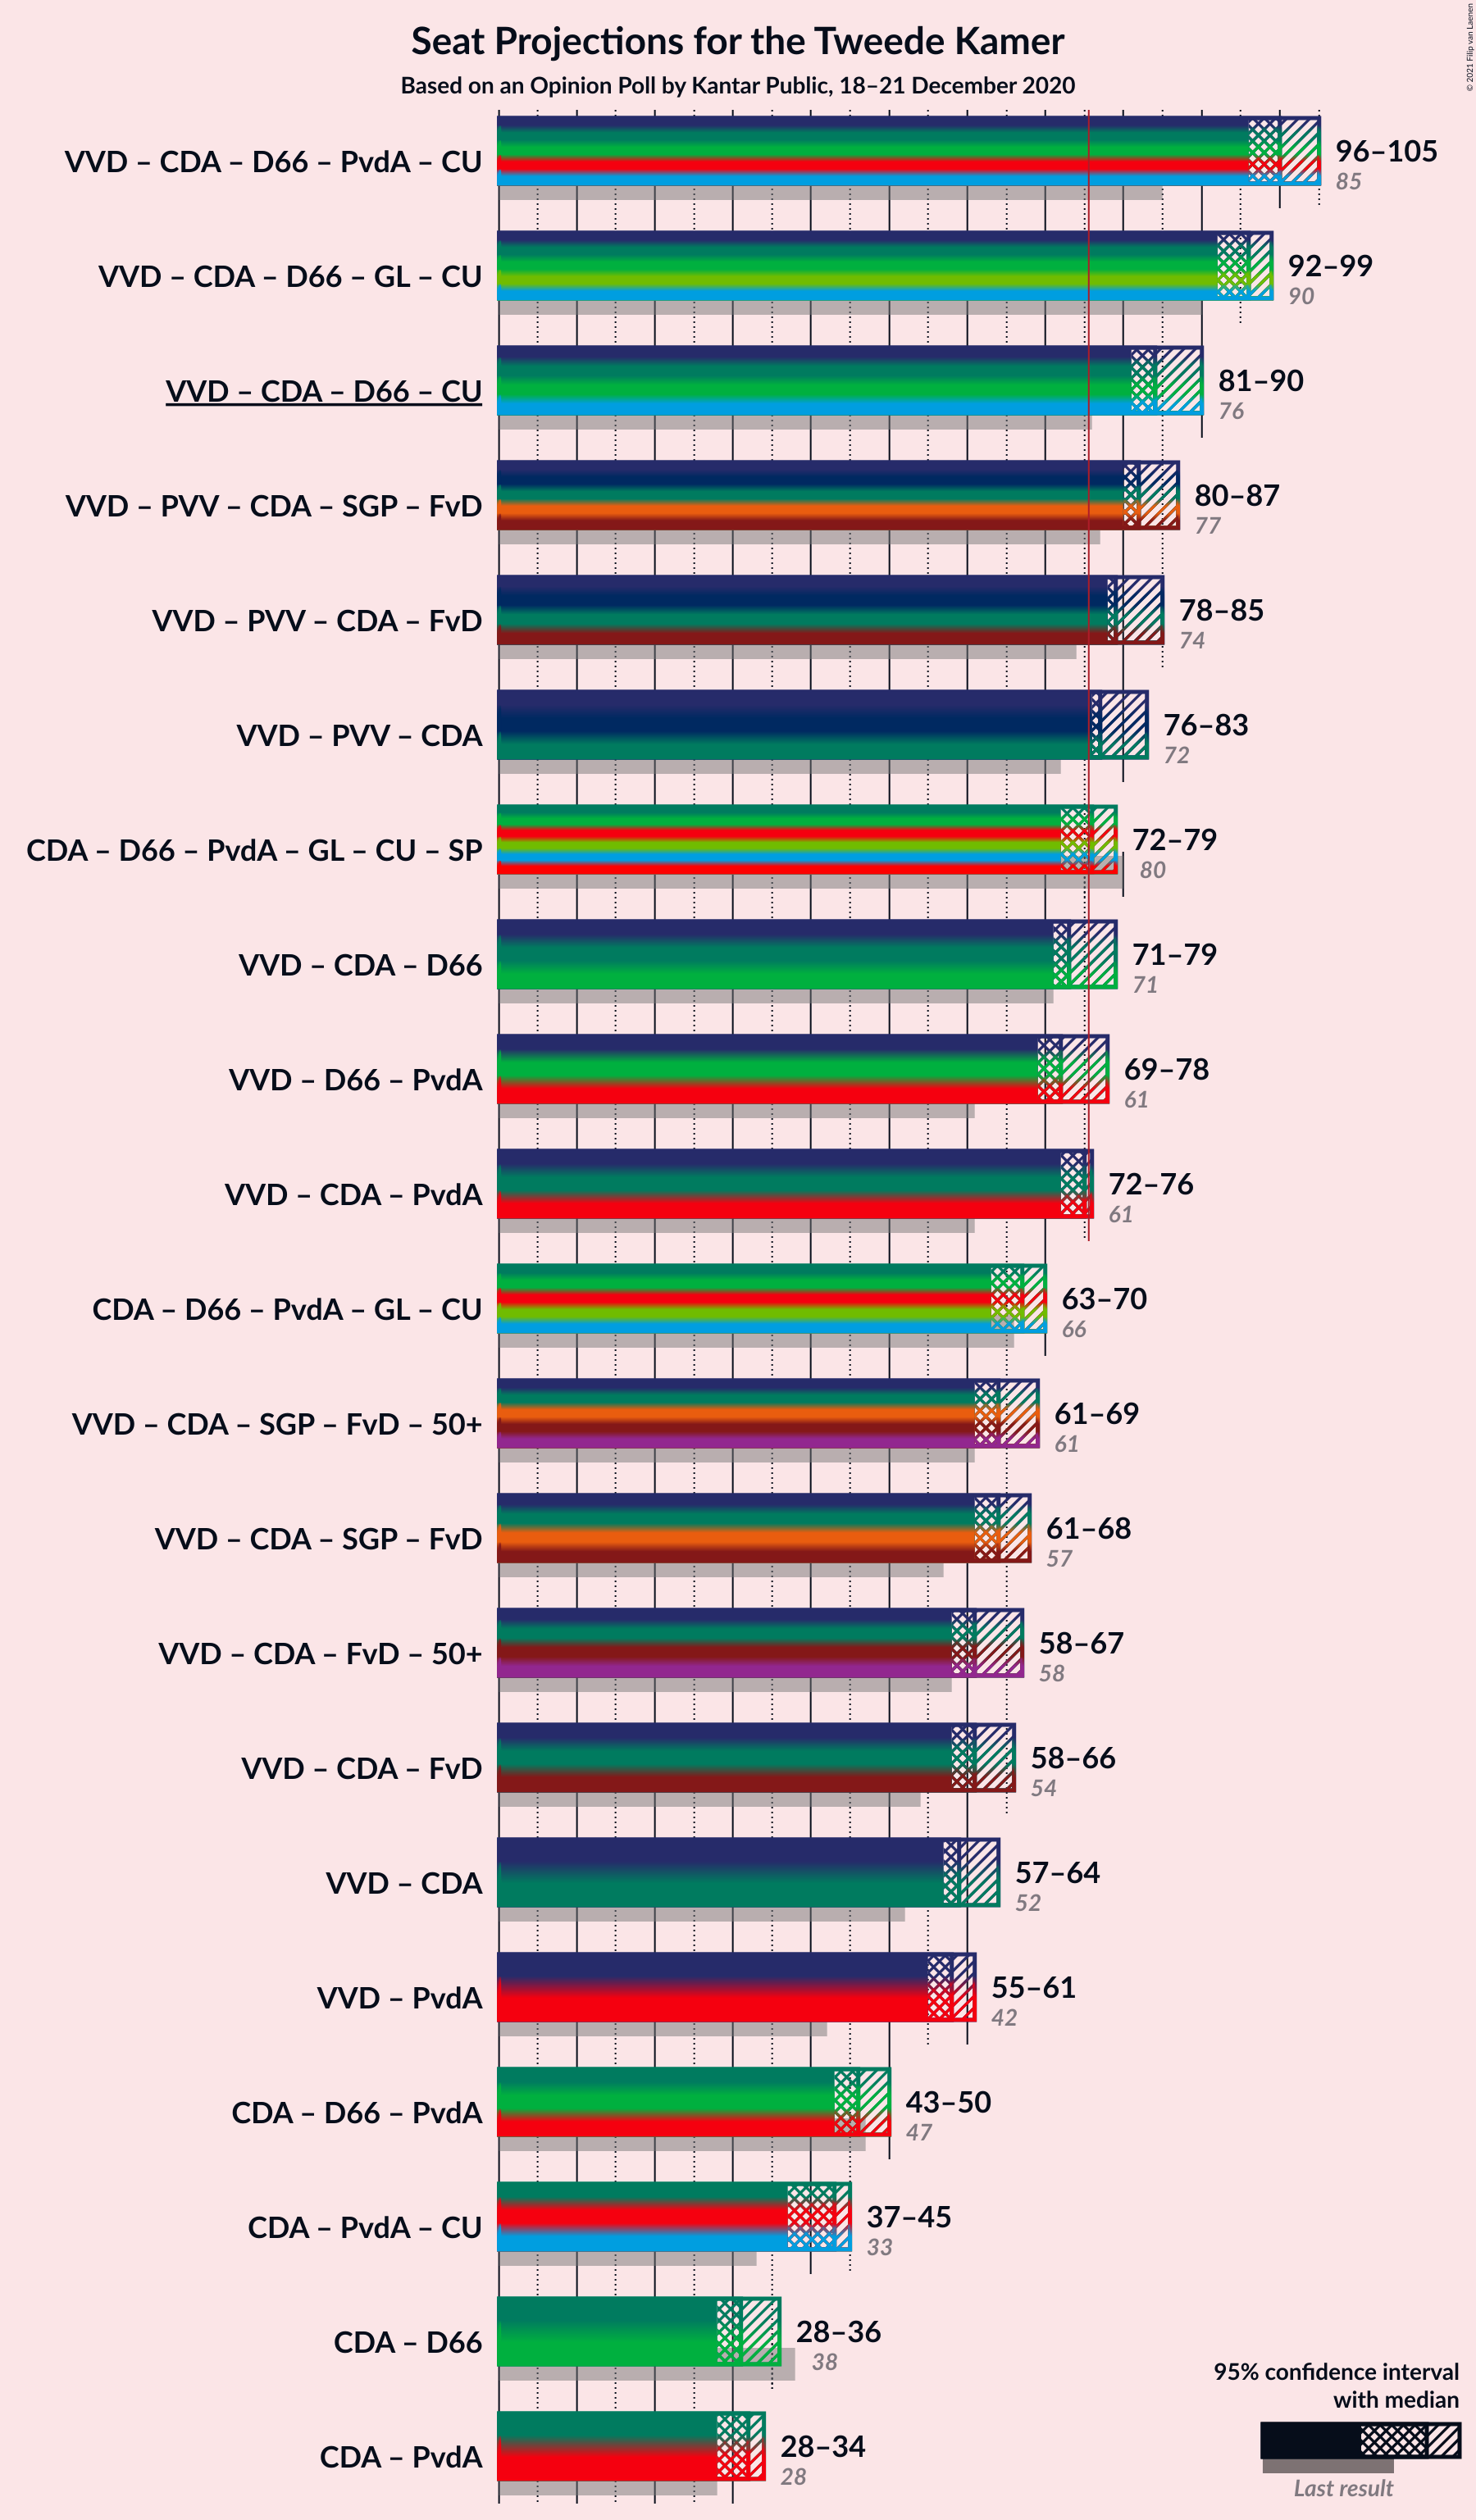 Seat Projections for the Tweede Kamer
Based on an Opinion Poll by Kantar Public, 18–21 December 2020
© 2021 Filip van Laenen
VVD – CDA – D66 – PvdA – CU
96–105
85
VVD – CDA – D66 – GL – CU
92–99
90
VVD – CDA – D66 – CU
81–90
76
VVD – PVV – CDA – SGP – FvD
80–87
77
VVD – PVV – CDA – FvD
78–85
74
VVD – PVV – CDA
76–83
72
CDA – D66 – PvdA – GL – CU – SP
72–79
80
VVD – CDA – D66
71–79
71
VVD – D66 – PvdA
69–78
61
VVD – CDA – PvdA
72–76
61
CDA – D66 – PvdA – GL – CU
63–70
66
VVD – CDA – SGP – FvD – 50+
61–69
61
VVD – CDA – SGP – FvD
61–68
57
VVD – CDA – FvD – 50+
58–67
58
VVD – CDA – FvD
58–66
54
VVD – CDA
57–64
52
VVD – PvdA
55–61
42
CDA – D66 – PvdA
43–50
47
CDA – PvdA – CU
37–45
33
CDA – D66
28–36
38
CDA – PvdA
28–34
28
95% confidence interval
with median
Last result